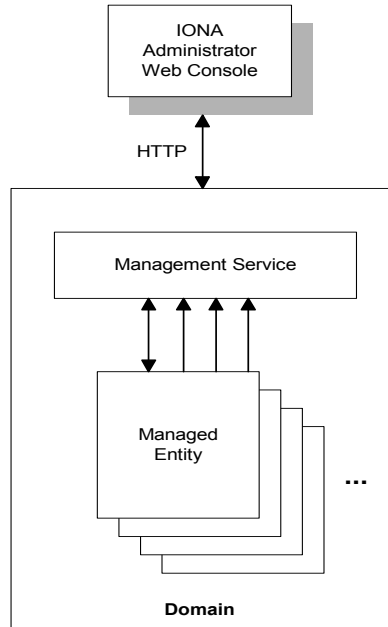 IONA
Administrator
Web Console
HTTP
Management Service
Managed
Entity
...
Domain